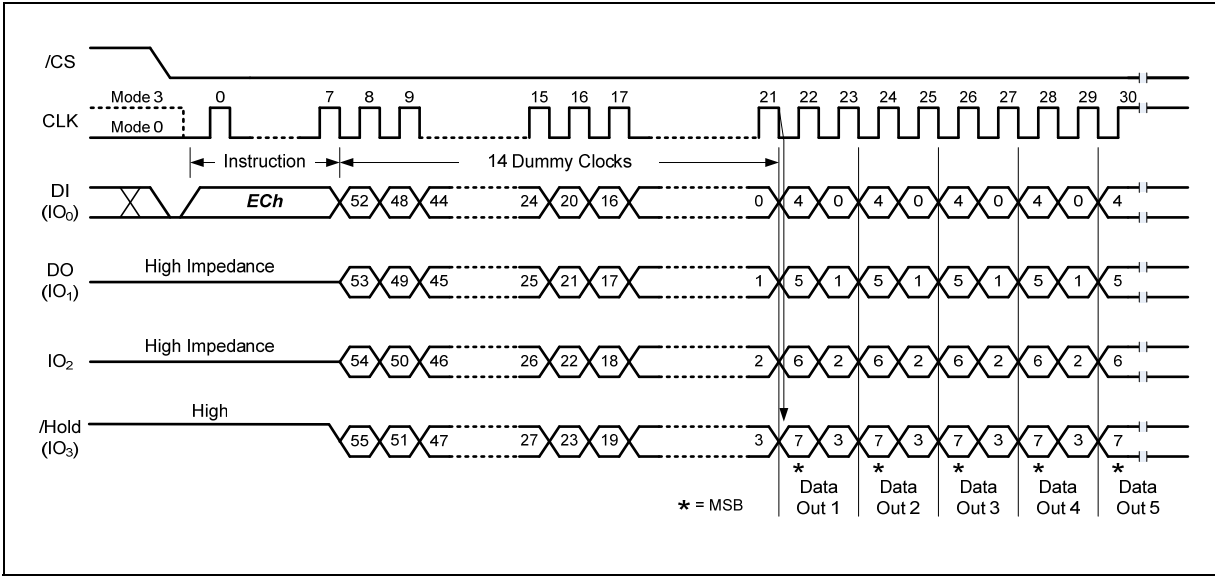 /CS
Mode 3 0 7 8 9 15 16 17 21 22 23 24 25 26 27 28 29 30
CLK
Mode 0
Instruction 14 Dummy Clocks
DI
(IO0)
ECh 52 48 44 24 20 16 0 4 0 4 0 4 0 4 0 4
DO
(IO1)
High Impedance 53 49 45 25 21 17 1 5 1 5 1 5 1 5 1 5
IO2
High Impedance 54 50 46 26 22 18 2 6 2 6 2 6 2 6 2 6
/Hold
(IO3)
High 55 51 47 27 23 19 3 7 3 7 3 7 3 7 3 7
* * * * *
* = MSB
Data Out 1
Data Out 2
Data Out 3
Data Out 4
Data Out 5